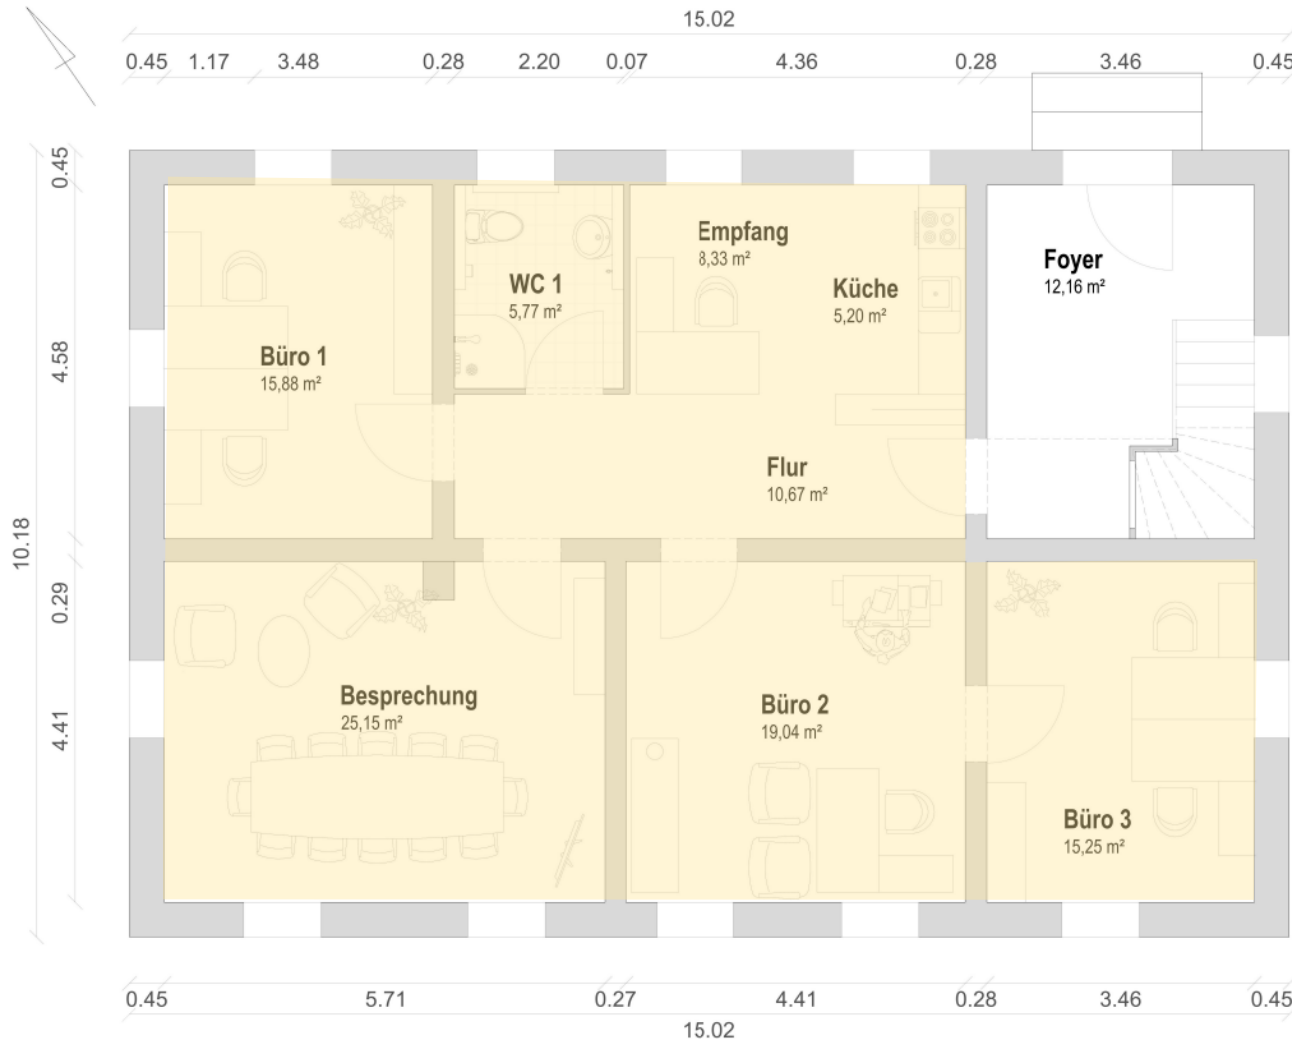 15.02
0.45 1.17 3.48 0.28 2.20 0.07 4.36 0.28 3.46 0.45
0.45
4.58
10.18
0.29
4.41
Empfang
8,33 m²
Küche
5,20 m²
Foyer
12,16 m²
WC 1
5,77 m²
Büro 1
15,88 m²
Flur
10,67 m²
Besprechung
25,15 m²
Büro 2
19,04 m²
Büro 3
15,25 m²
0.45 5.71 0.27 4.41 0.28 3.46 0.45
15.02